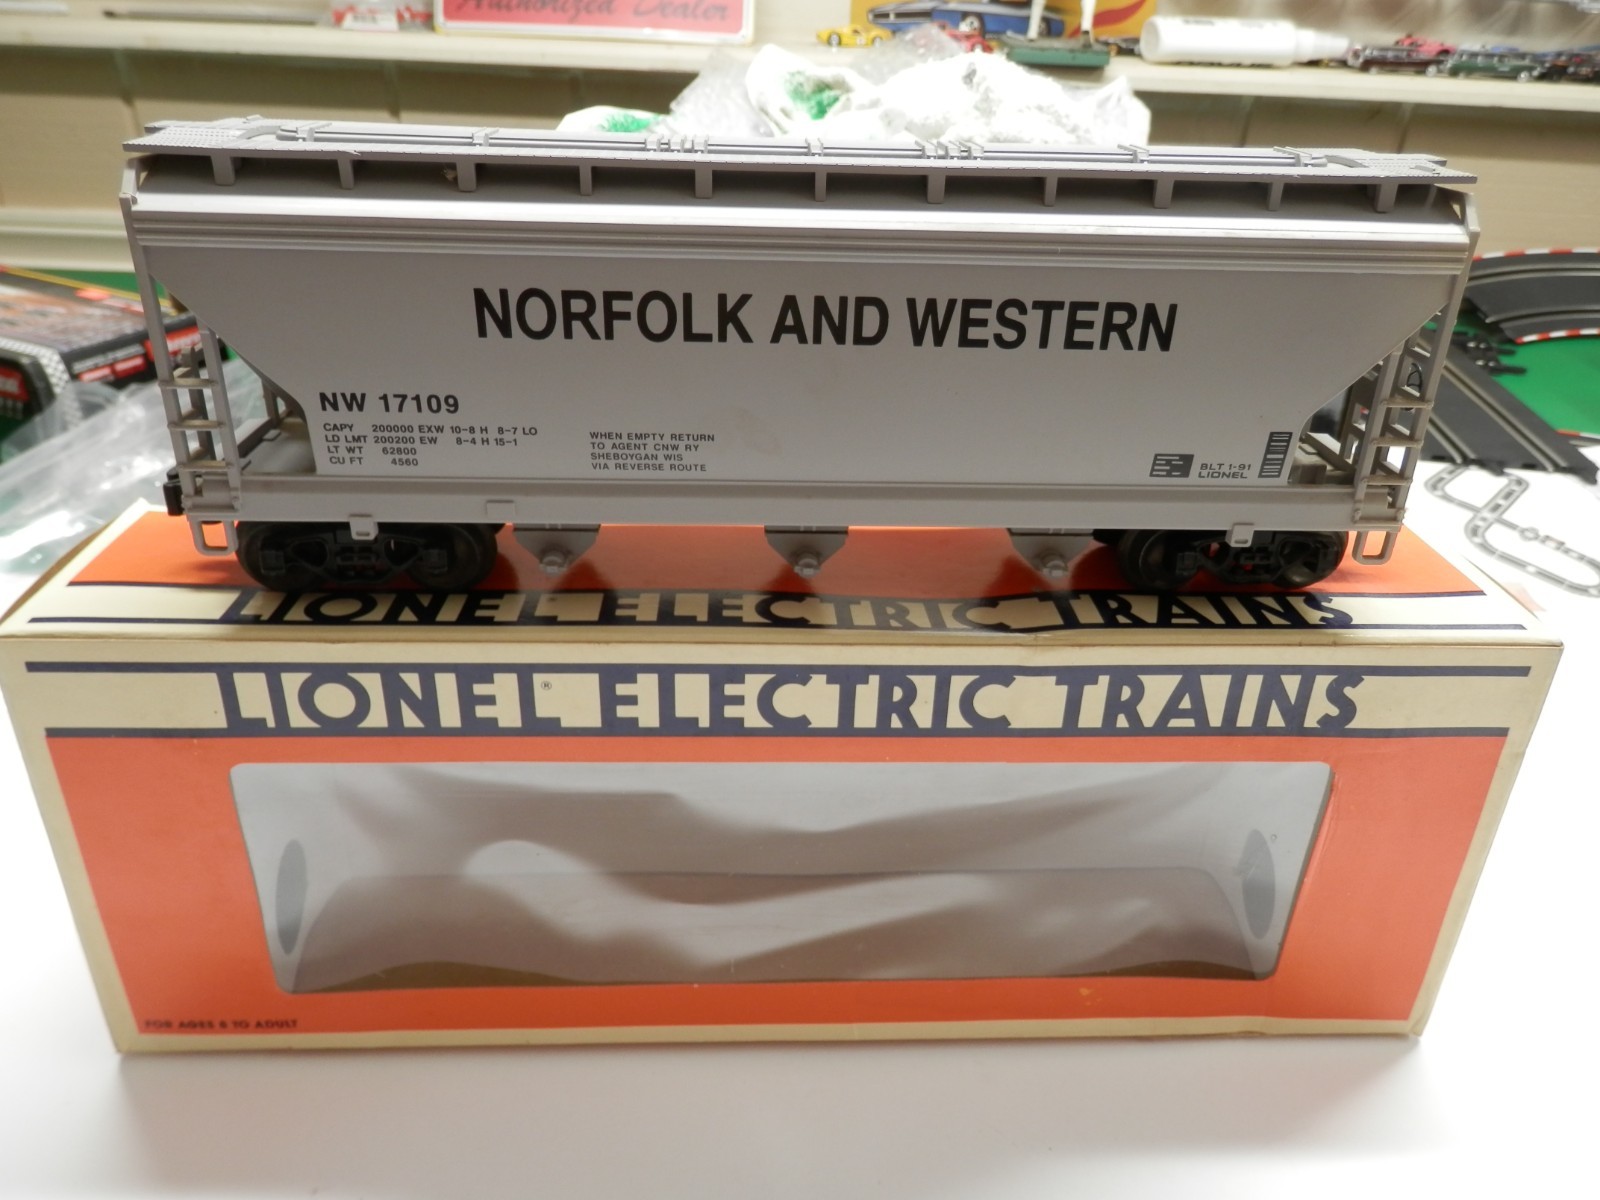 Authorized Dealer
NORFOLK AND WESTERN
NW 17109
CAPY 200000 EXW 10-8 H 8-7 LO
LD LMT 200200 EW 8-4 H 15-1
LT WT 62800
CU FT 4560
WHEN EMPTY RETURN
TO AGENT CNW RY
SHEBOYGAN WIS
VIA REVERSE ROUTE
BLT 1-91
LIONEL
LIONEL ELECTRIC TRAINS
LIONEL® ELECTRIC TRAINS
FOR AGES 8 TO ADULT